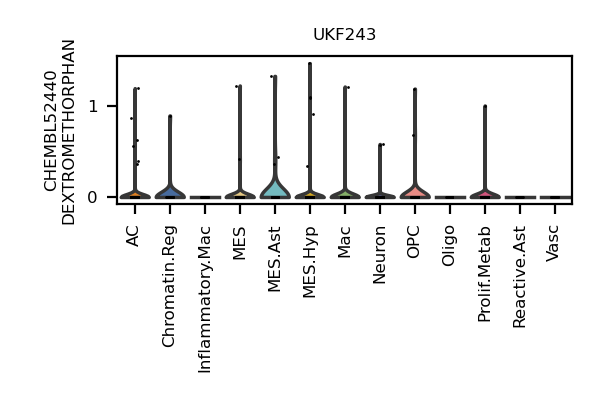 UKF243
CHEMBL52440
DEXTROMETHORPHAN
1
0
AC
Chromatin.Reg
Inflammatory.Mac
MES
MES.Ast
MES.Hyp
Mac
Neuron
OPC
Oligo
Prolif.Metab
Reactive.Ast
Vasc